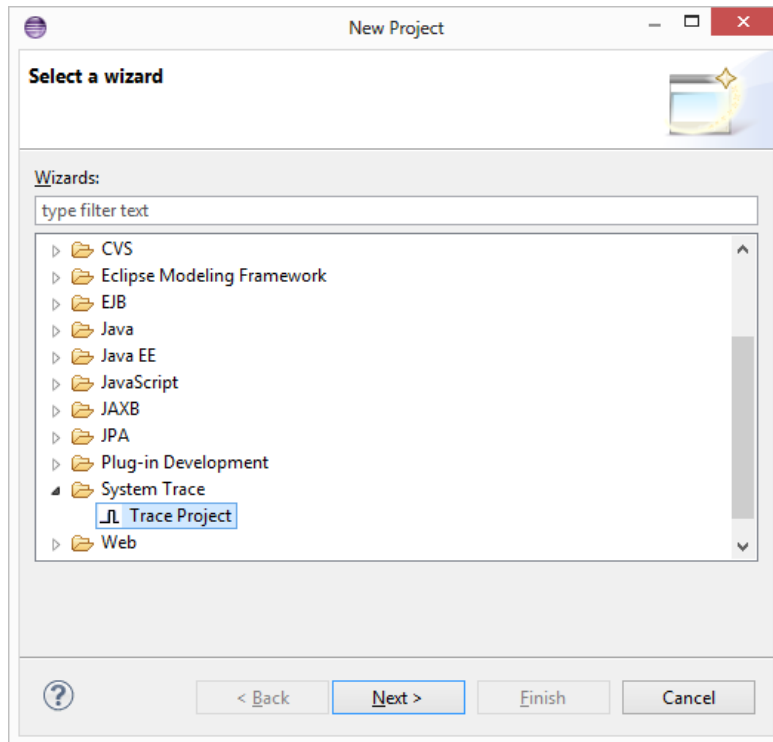 New Project
Select a wizard
Wizards:
type filter text
CVS
Eclipse Modeling Framework
EJB
Java
Java EE
JavaScript
JAXB
JPA
Plug-in Development
System Trace
Trace Project
Web
? < Back Next > Finish Cancel